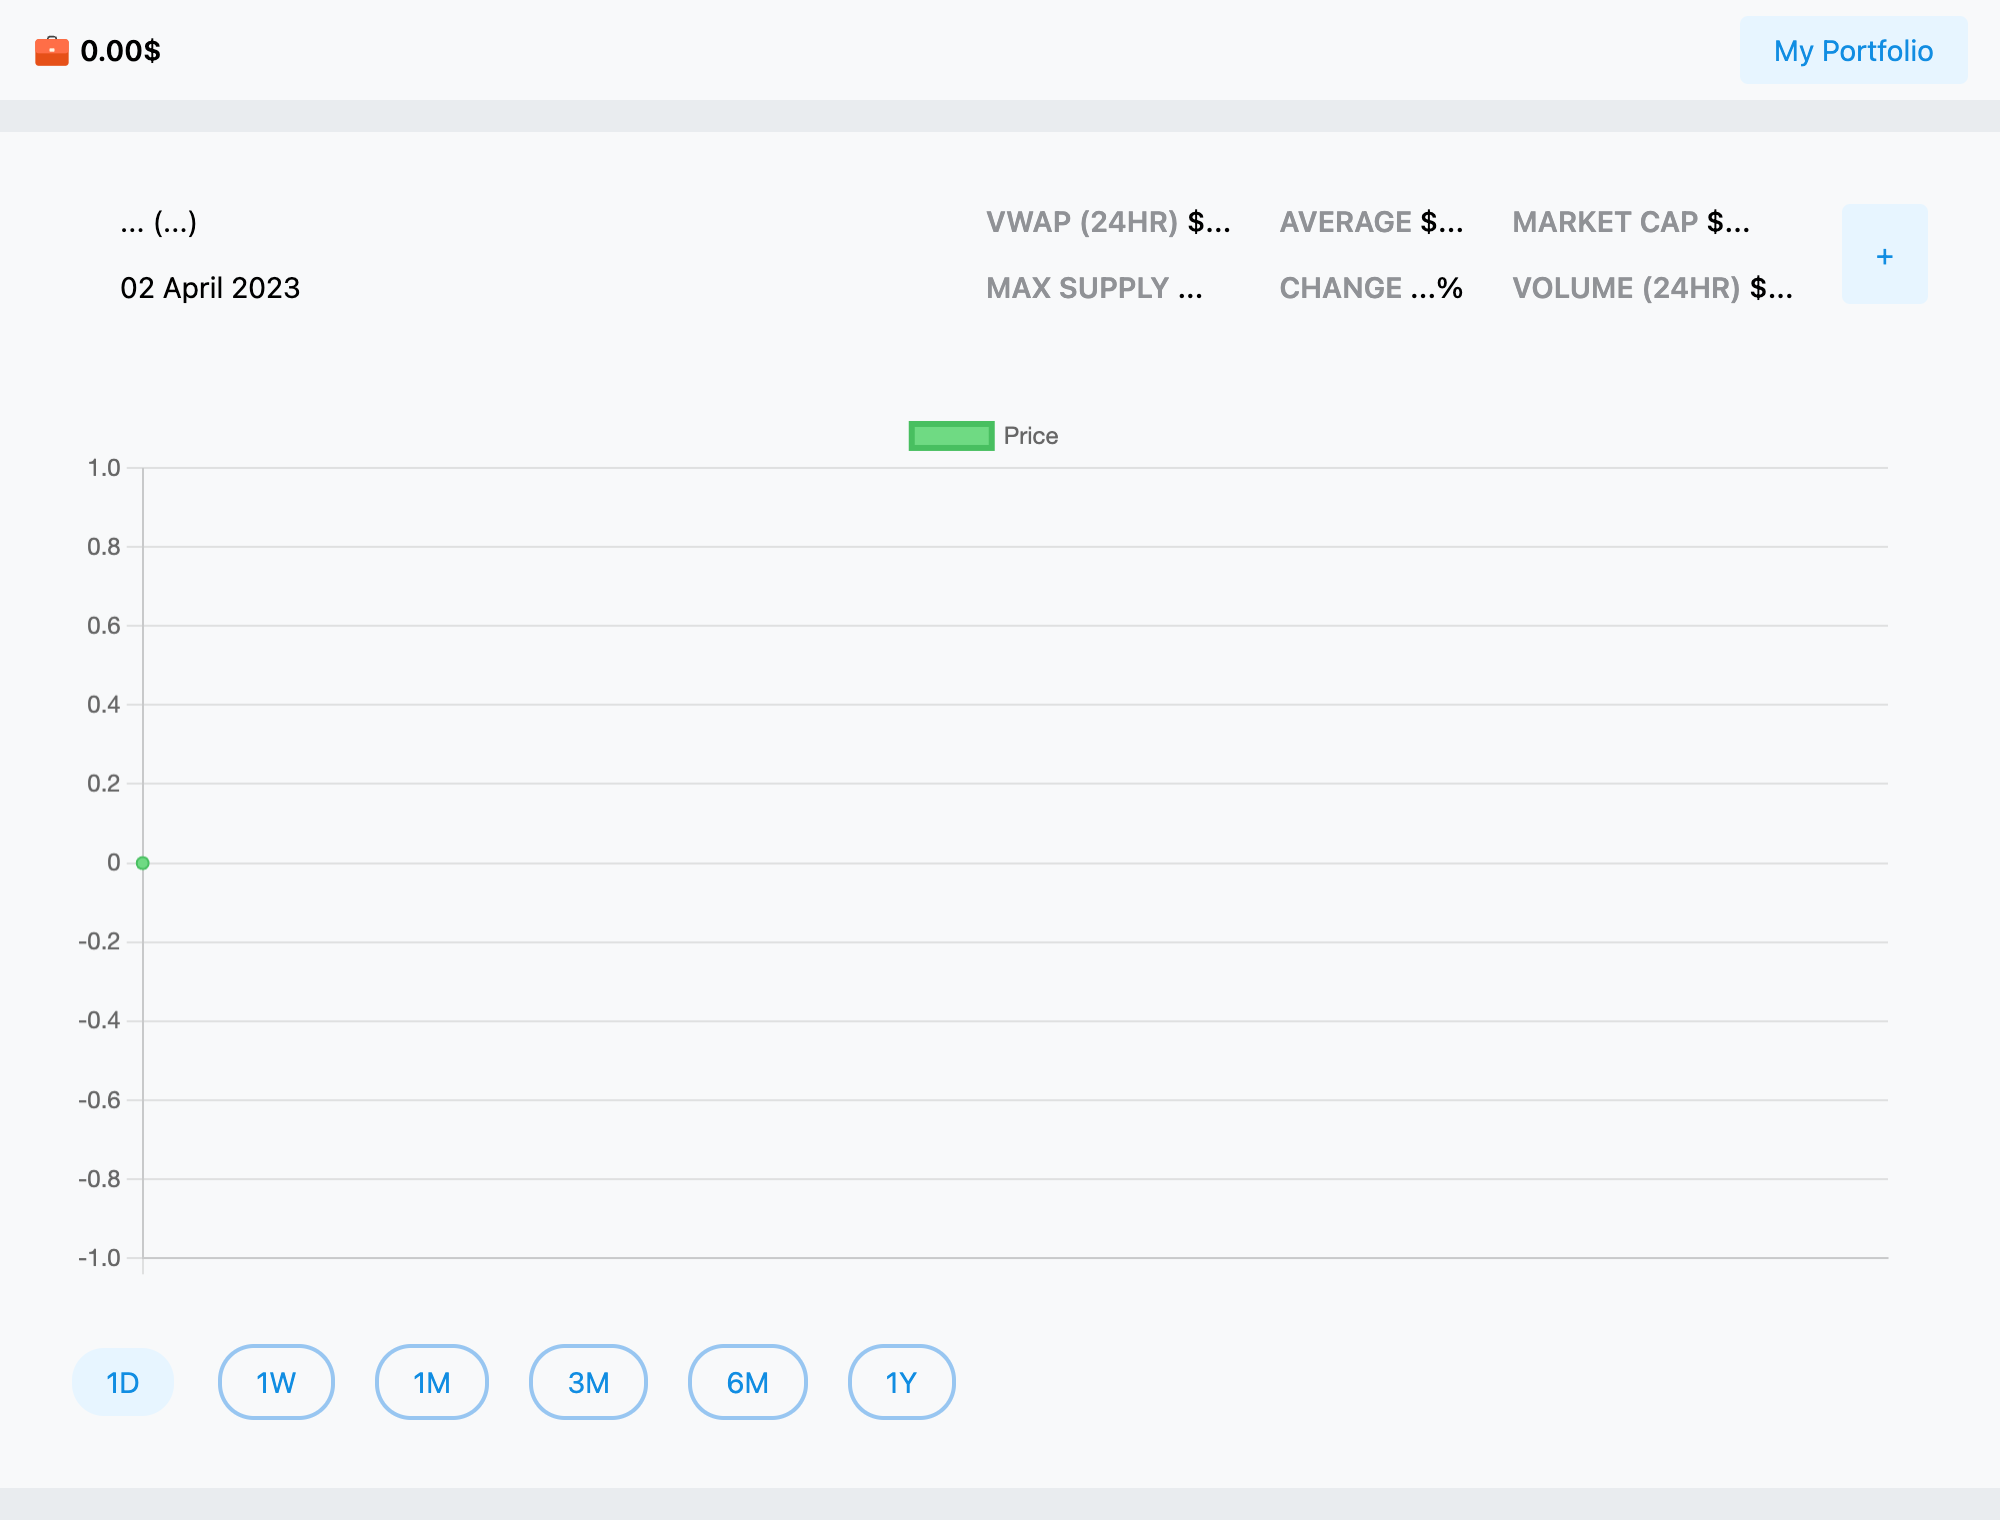 0.00$
My Portfolio
... (...)
VWAP (24HR) $...
AVERAGE $...
MARKET CAP $...
+
02 April 2023
MAX SUPPLY ...
CHANGE ...%
VOLUME (24HR) $...
Price
1.0
0.8
0.6
0.4
0.2
0
-0.2
-0.4
-0.6
-0.8
-1.0
1D
1W
1M
3M
6M
1Y